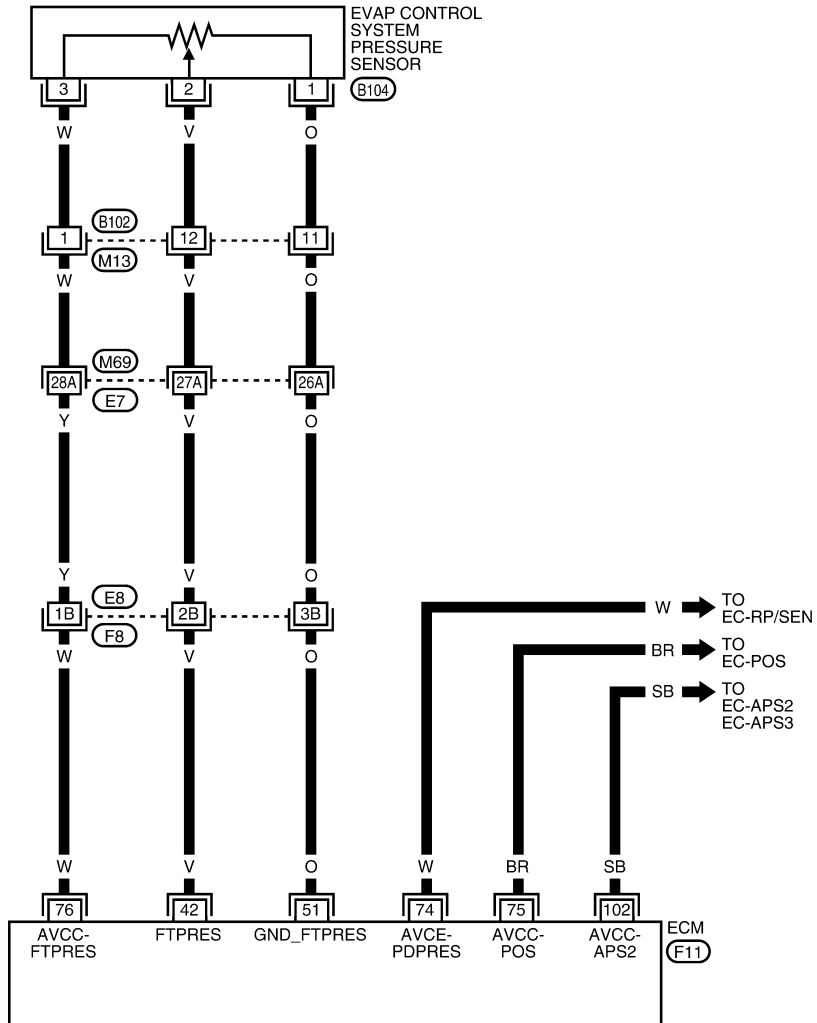 EVAP CONTROL
SYSTEM
PRESSURE
SENSOR
3 2 1 B104
W V O
B102
1 12 11
M13
W V O
M69
28A 27A 26A
E7
Y V O
Y V O
E8
1B 2B 3B
F8
W V O
W TO
EC-RP/SEN
BR TO
EC-POS
SB TO
EC-APS2
EC-APS3
W V O W BR SB
76 42 51 74 75 102
AVCC-
FTPRES
FTPRES
GND_FTPRES
AVCE-
PDPRES
AVCC-
POS
AVCC-
APS2
ECM
F11